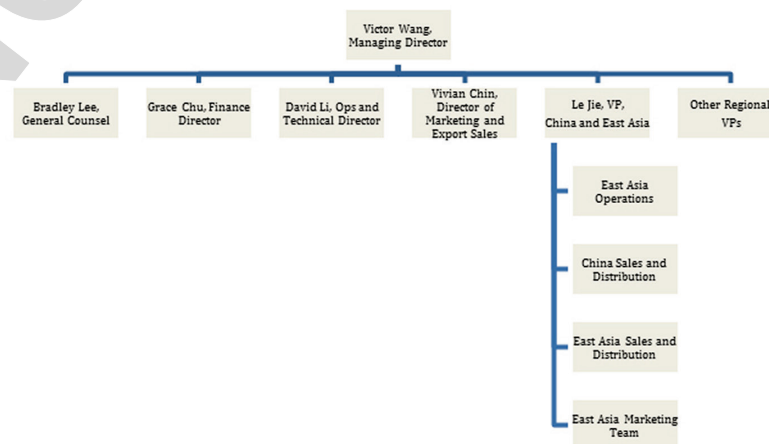 Victor Wang,
Managing Director
Bradley Lee,
General Counsel
Grace Chu, Finance
Director
David Li, Ops and
Technical Director
Vivian Chin,
Director of
Marketing and
Export Sales
Le Jie, VP,
China and East Asia
Other Regional
VPs
East Asia
Operations
China Sales and
Distribution
East Asia Sales and
Distribution
East Asia Marketing
Team